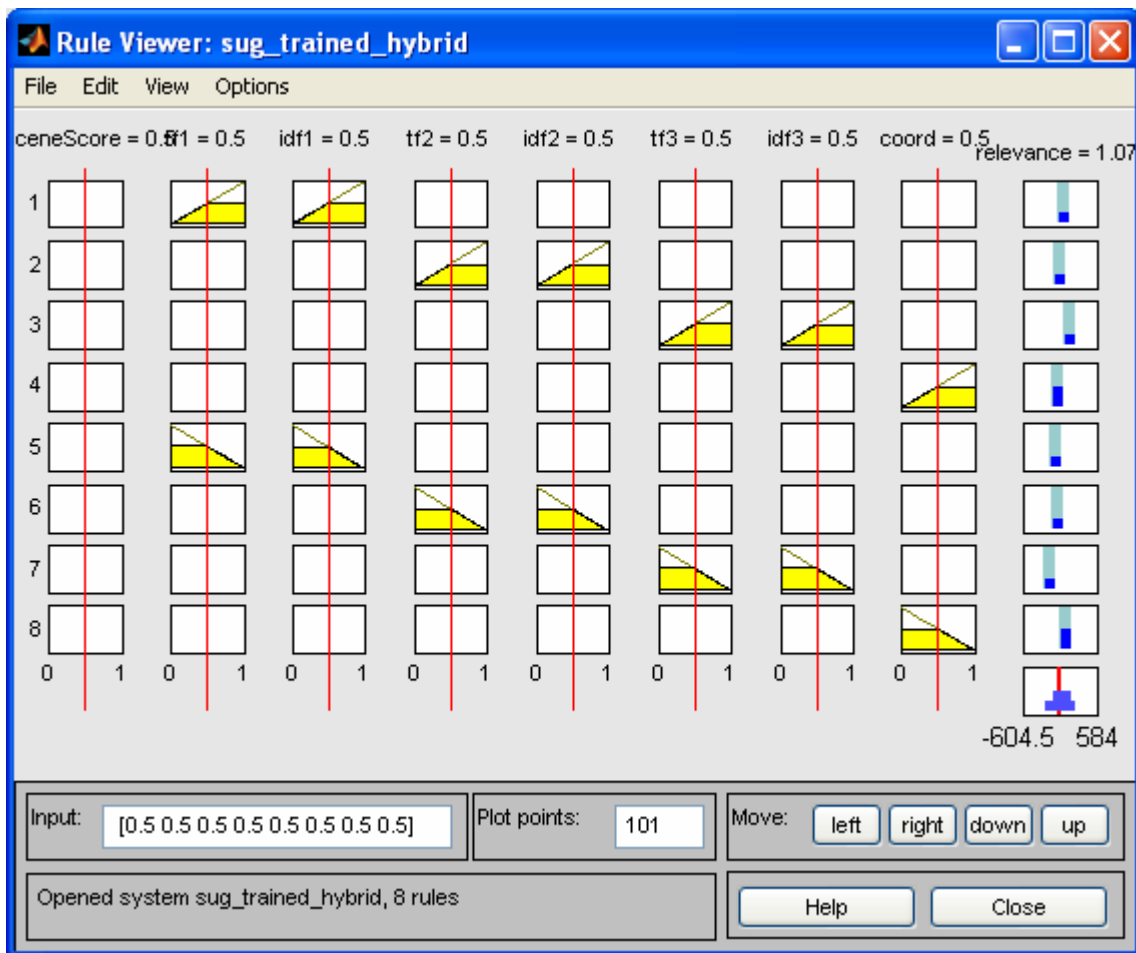 Rule Viewer: sug_trained_hybrid
File Edit View Options
ceneScore = 0.5 tf1 = 0.5 idf1 = 0.5 tf2 = 0.5 idf2 = 0.5 tf3 = 0.5 idf3 = 0.5 coord = 0.5 relevance = 1.07
1
2
3
4
5
6
7
8
0 1 0 1 0 1 0 1 0 1 0 1 0 1 0 1
-604.5 584
Input: [0.5 0.5 0.5 0.5 0.5 0.5 0.5 0.5] Plot points: 101 Move: left right down up
Opened system sug_trained_hybrid, 8 rules Help Close